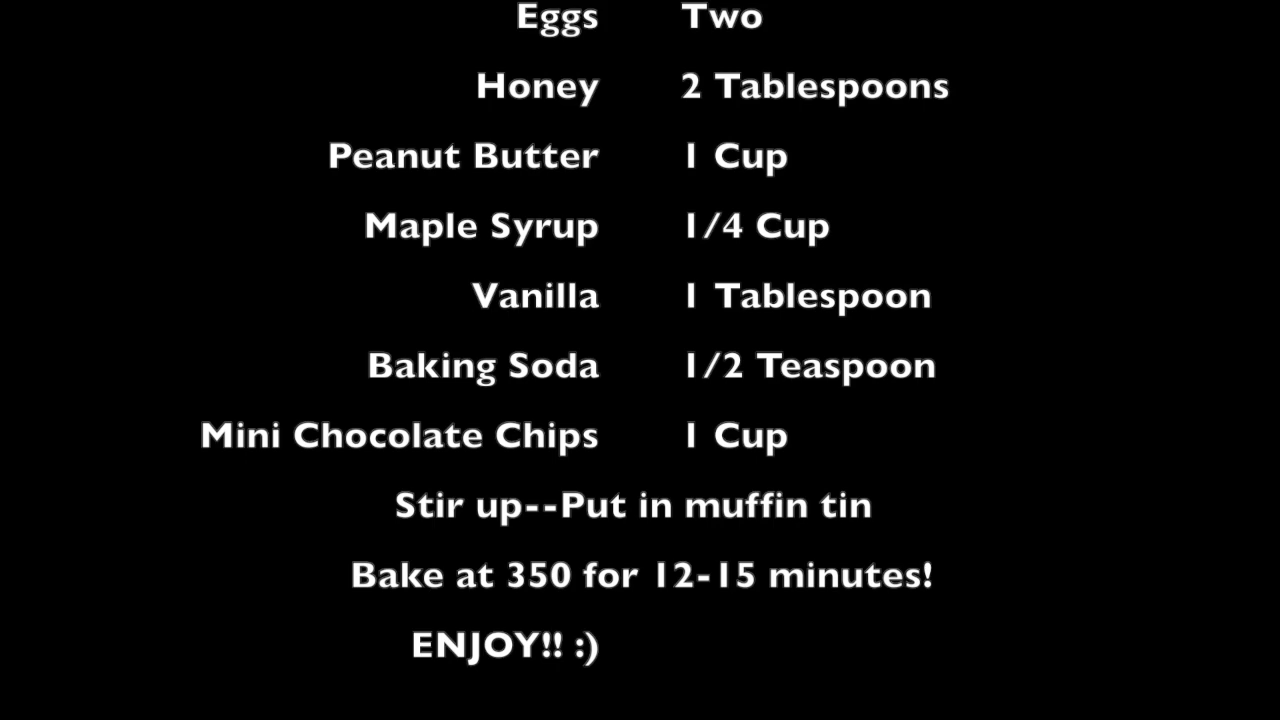 Eggs Two
Honey 2 Tablespoons
Peanut Butter 1 Cup
Maple Syrup 1/4 Cup
Vanilla 1 Tablespoon
Baking Soda 1/2 Teaspoon
Mini Chocolate Chips 1 Cup
Stir up--Put in muffin tin
Bake at 350 for 12-15 minutes!
ENJOY!! :)